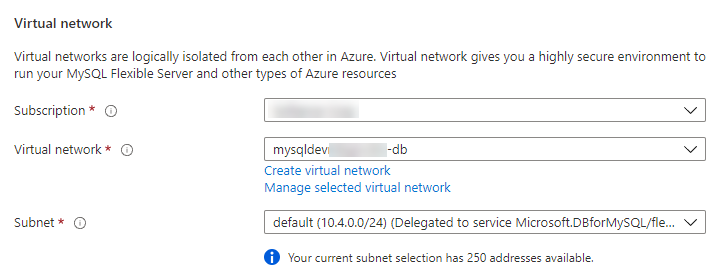 Virtual network
Virtual networks are logically isolated from each other in Azure. Virtual network gives you a highly secure environment to
run your MySQL Flexible Server and other types of Azure resources
Subscription *
Virtual network * mysqldev -db
Create virtual network
Manage selected virtual network
Subnet * default (10.4.0.0/24) (Delegated to service Microsoft.DBforMySQL/fle...
Your current subnet selection has 250 addresses available.